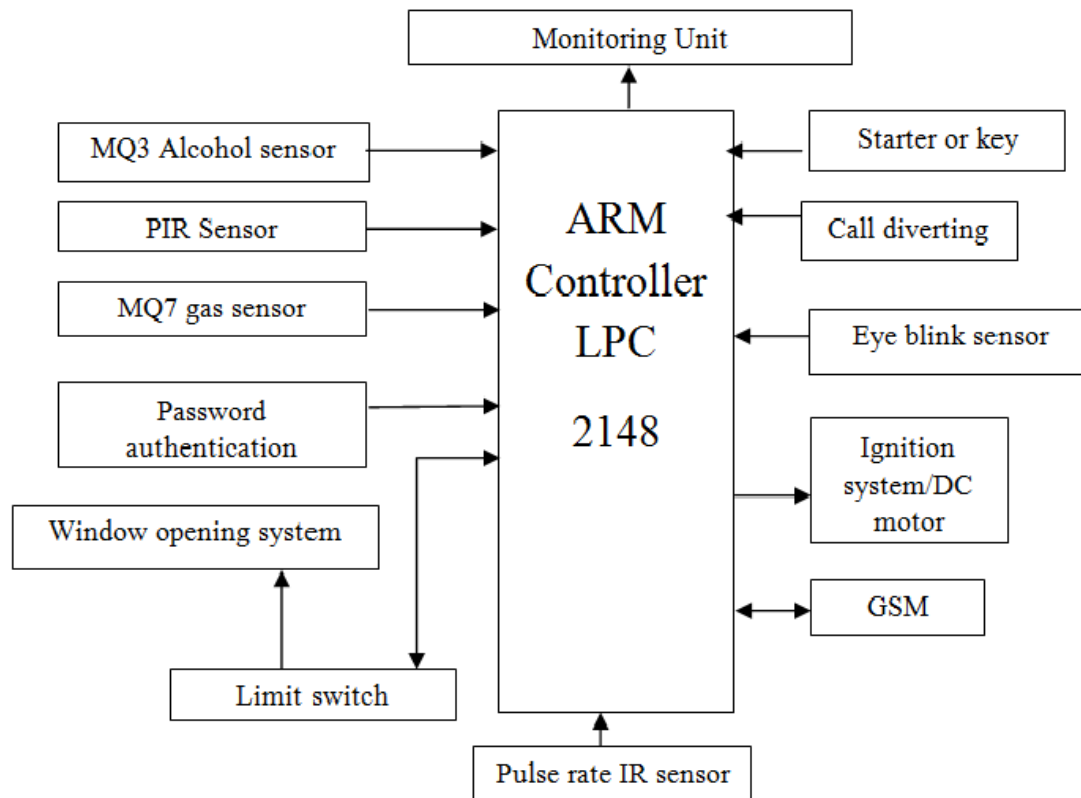 Monitoring Unit
MQ3 Alcohol sensor
PIR Sensor
MQ7 gas sensor
Password
authentication
Window opening system
Limit switch
ARM
Controller
LPC
2148
Starter or key
Call diverting
Eye blink sensor
Ignition
system/DC
motor
GSM
Pulse rate IR sensor